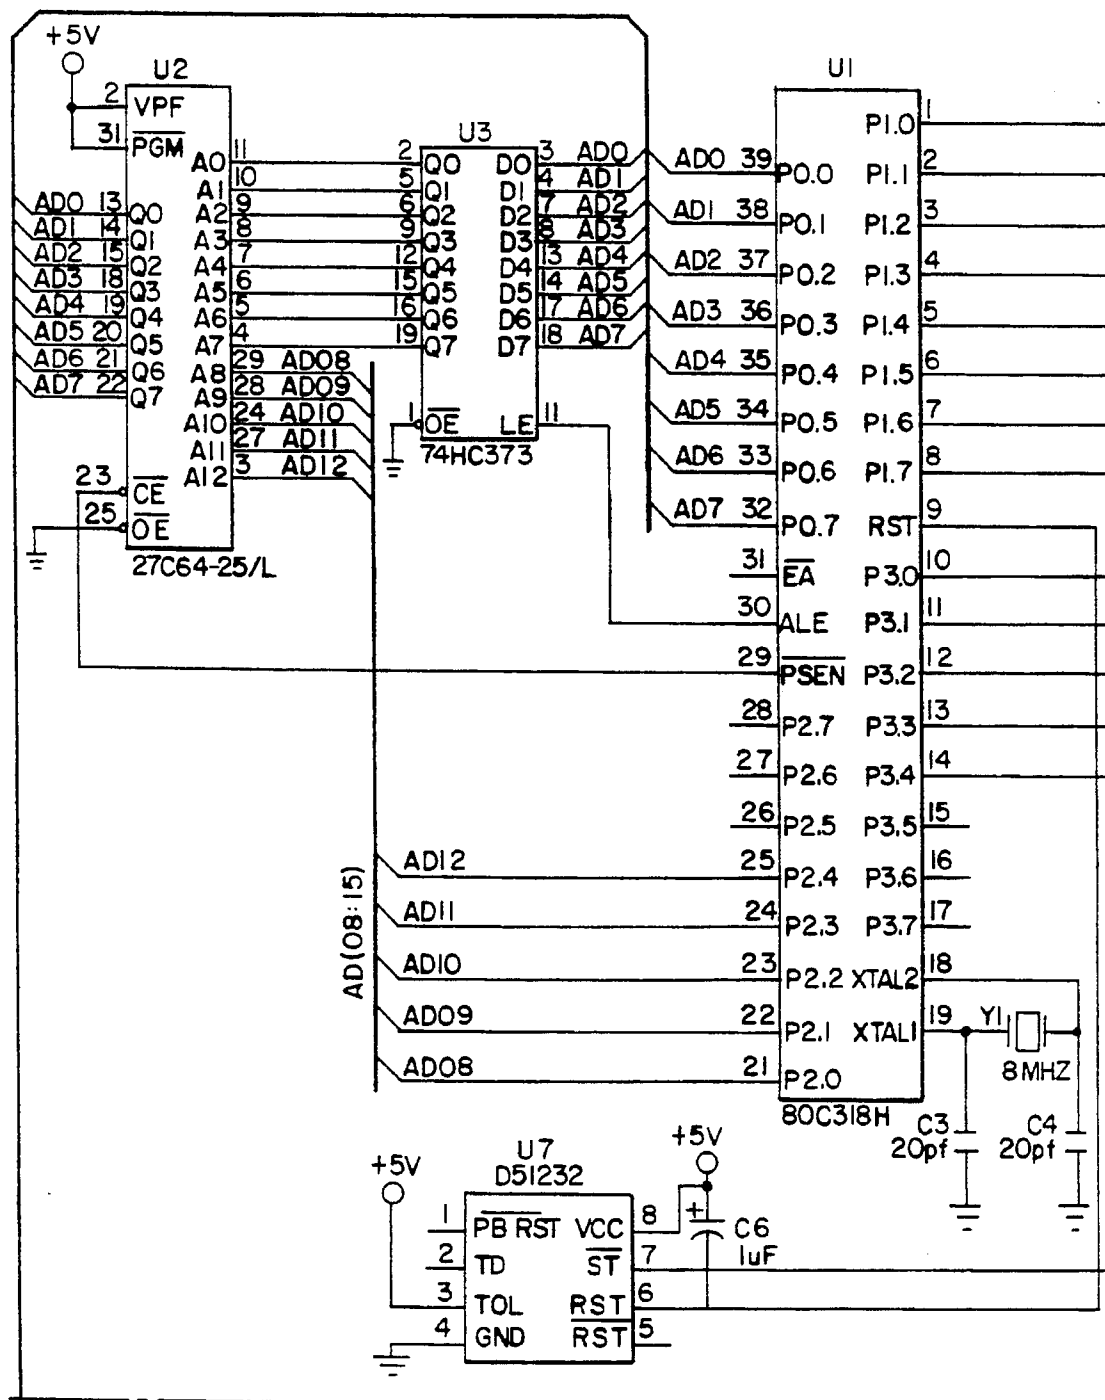 +5V
U2
2 VPF
31 PGM
A0 11
A1 10
A2 9
A3 8
A4 7
A5 6
A6 5
A7 4
A8 29 AD08
A9 28 AD09
A10 24 AD10
A11 27 AD11
A12 3 AD12
AD0 13 Q0
AD1 14 Q1
AD2 15 Q2
AD3 18 Q3
AD4 19 Q4
AD5 20 Q5
AD6 21 Q6
AD7 22 Q7
23 CE
25 OE
27C64-25/L
U3
2 Q0 D0 3 AD0
5 Q1 D1 4 AD1
6 Q2 D2 7 AD2
9 Q3 D3 8 AD3
12 Q4 D4 13 AD4
15 Q5 D5 14 AD5
16 Q6 D6 17 AD6
19 Q7 D7 18 AD7
1 OE LE 11
74HC373
U1
AD0 39 P0.0
AD1 38 P0.1
AD2 37 P0.2
AD3 36 P0.3
AD4 35 P0.4
AD5 34 P0.5
AD6 33 P0.6
AD7 32 P0.7
31 EA
30 ALE
29 PSEN
28 P2.7
27 P2.6
26 P2.5
AD12 25 P2.4
AD11 24 P2.3
AD10 23 P2.2
AD09 22 P2.1
AD08 21 P2.0
P1.0 1
P1.1 2
P1.2 3
P1.3 4
P1.4 5
P1.5 6
P1.6 7
P1.7 8
RST 9
P3.0 10
P3.1 11
P3.2 12
P3.3 13
P3.4 14
P3.5 15
P3.6 16
P3.7 17
XTAL2 18
XTAL1 19
80C318H
AD(08:15)
Y1
8MHZ
C3
20pf
C4
20pf
+5V
U7
D51232
1 PB RST VCC 8
2 TD ST 7
3 TOL RST 6
4 GND RST 5
+5V
+
C6
1uF